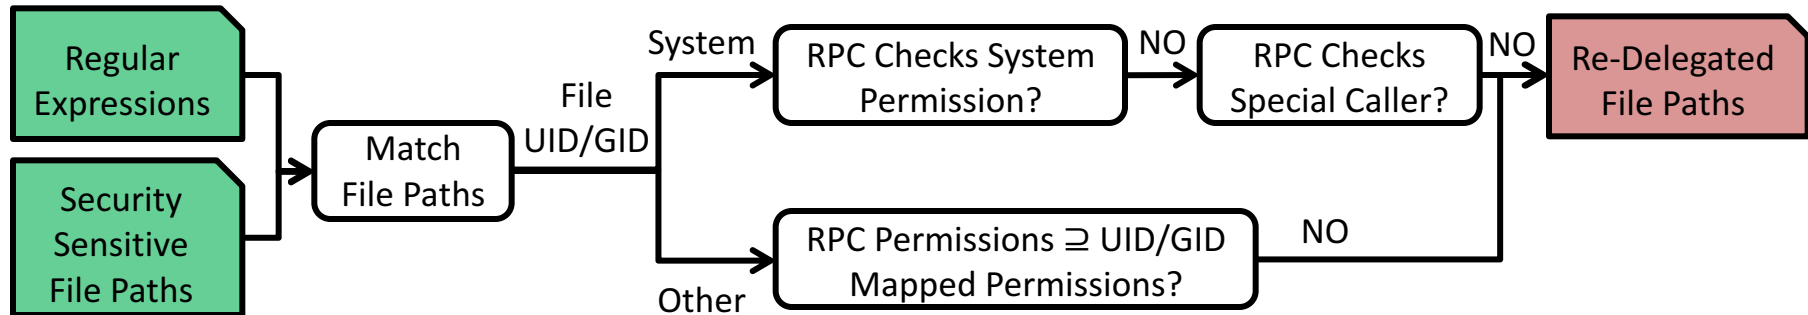 Regular
Expressions
Security
Sensitive
File Paths
Match
File Paths
File
UID/GID
System
RPC Checks System
Permission?
NO
RPC Checks
Special Caller?
NO
Re-Delegated
File Paths
Other
RPC Permissions ⊇ UID/GID
Mapped Permissions?
NO